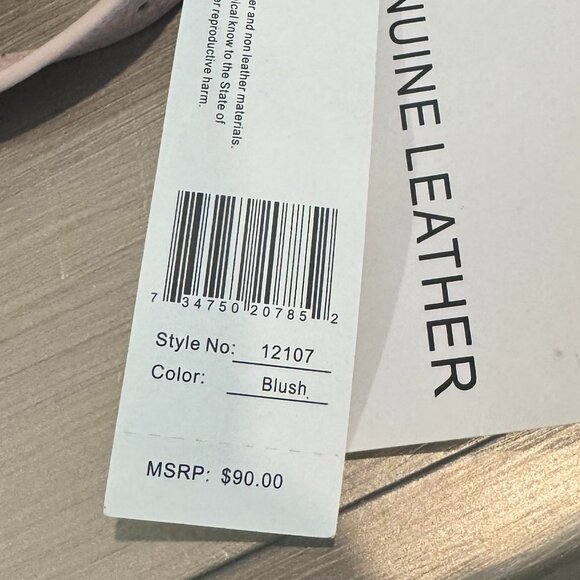 er and non leather materials.
ical know to the State of
er reproductive harm.
7 34750 20785 2
Style No: 12107
Color: Blush
MSRP: $90.00
NUINE LEATHER